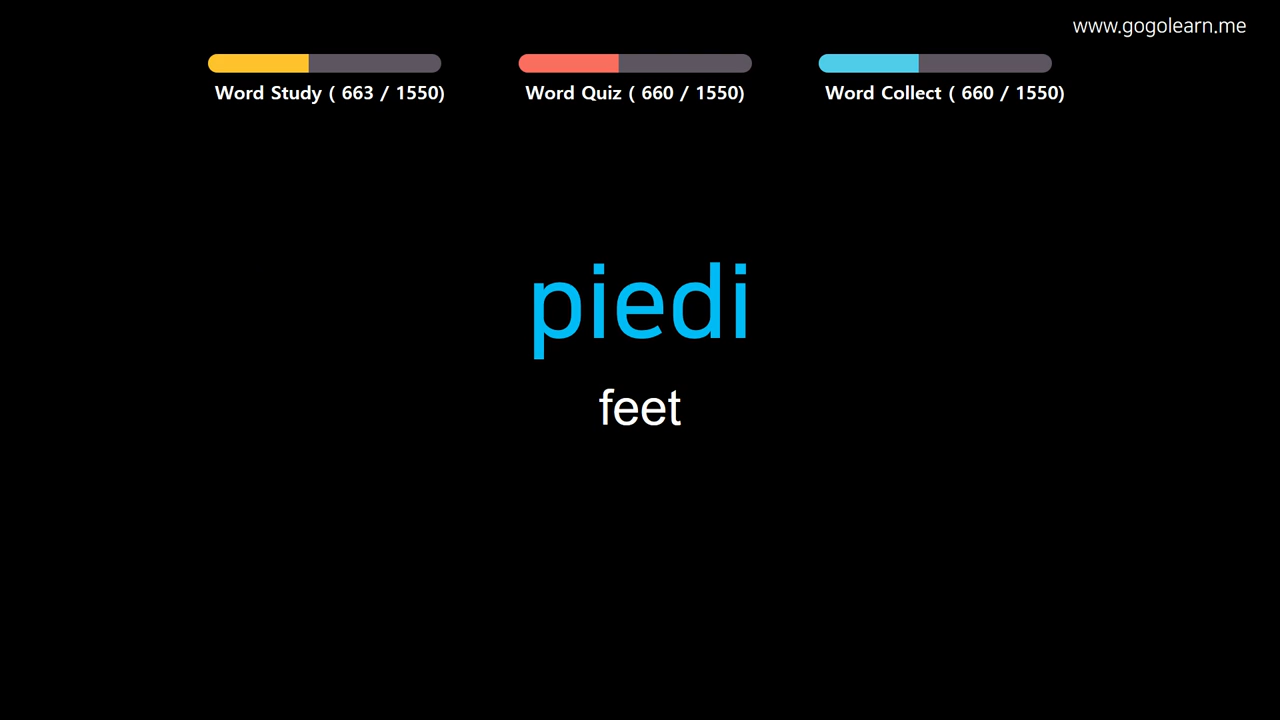 www.gogolearn.me
Word Study ( 663 / 1550)
Word Quiz ( 660 / 1550)
Word Collect ( 660 / 1550)
piedi
feet